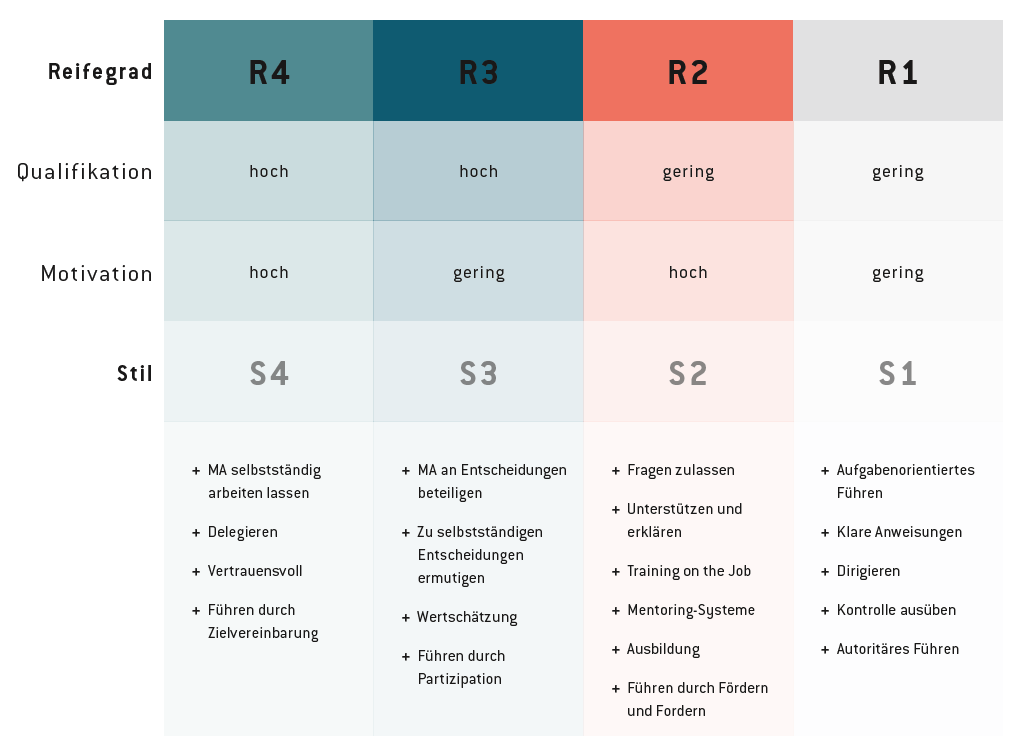 Reifegrad R4 R3 R2 R1
Qualifikation hoch hoch gering gering
Motivation hoch gering hoch gering
Stil S4 S3 S2 S1
+ MA selbstständig
arbeiten lassen
+ Delegieren
+ Vertrauensvoll
+ Führen durch
Zielvereinbarung
+ MA an Entscheidungen
beteiligen
+ Zu selbstständigen
Entscheidungen
ermutigen
+ Wertschätzung
+ Führen durch
Partizipation
+ Fragen zulassen
+ Unterstützen und
erklären
+ Training on the Job
+ Mentoring-Systeme
+ Ausbildung
+ Führen durch Fördern
und Fordern
+ Aufgabenorientiertes
Führen
+ Klare Anweisungen
+ Dirigieren
+ Kontrolle ausüben
+ Autoritäres Führen